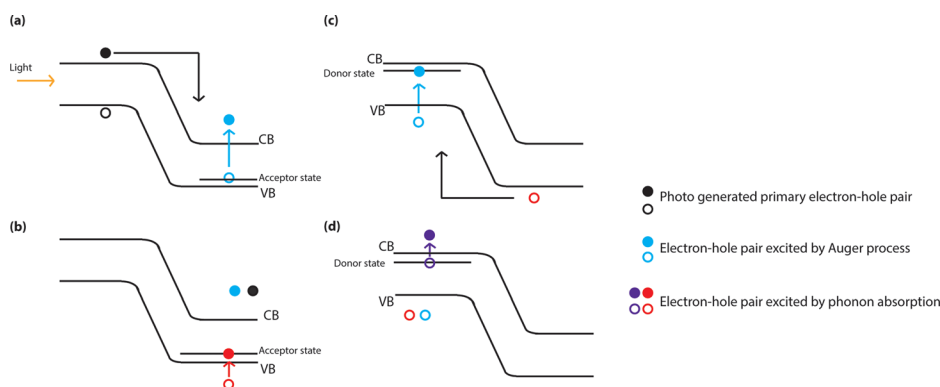 (a)
Light
CB
Acceptor state
VB
(b)
CB
Acceptor state
VB
(c)
CB
Donor state
VB
(d)
CB
Donor state
VB
Photo generated primary electron-hole pair
Electron-hole pair excited by Auger process
Electron-hole pair excited by phonon absorption